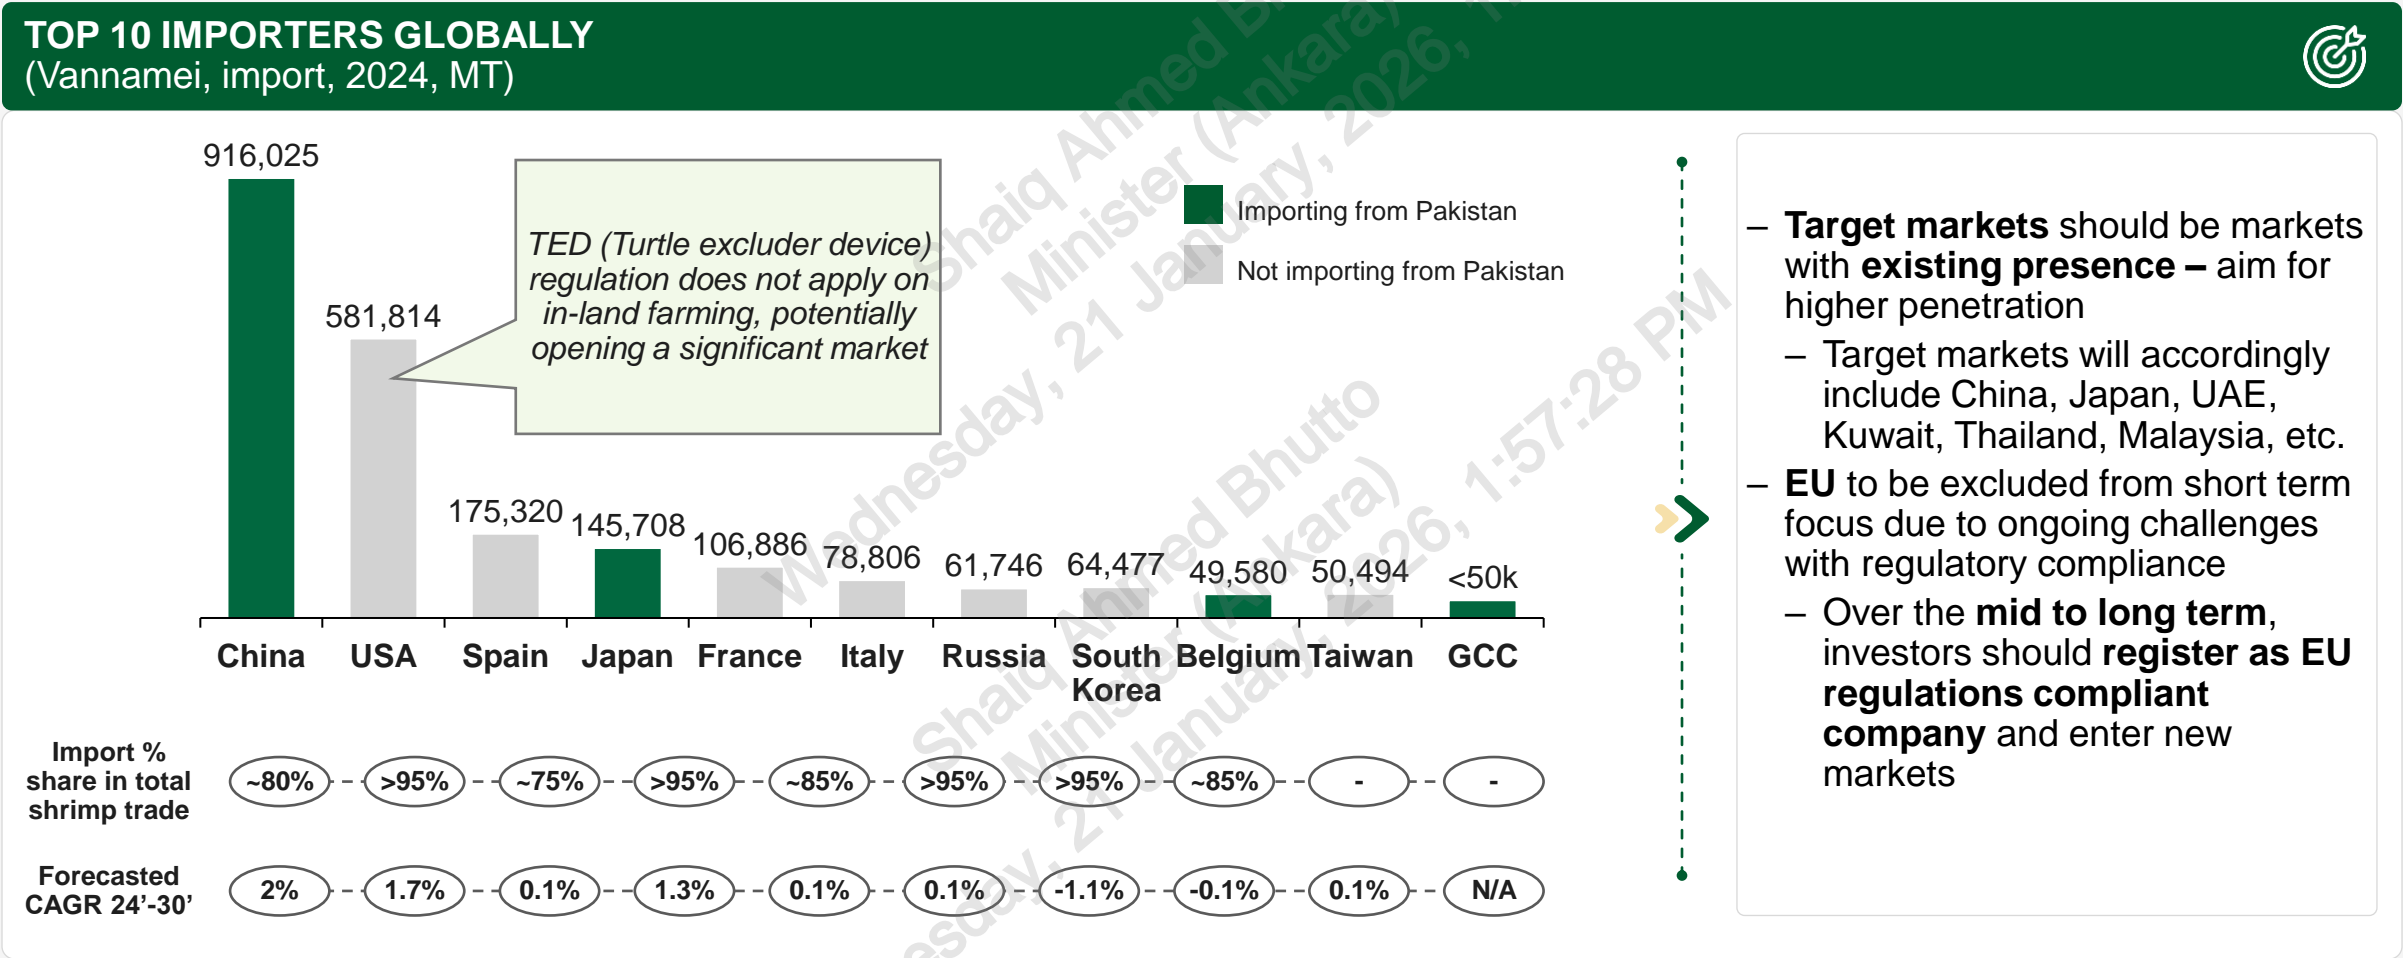 TOP 10 IMPORTERS GLOBALLY
(Vannamei, import, 2024, MT)
916,025
581,814
175,320
145,708
106,886
78,806
61,746
64,477
49,580
50,494
<50k
TED (Turtle excluder device)
regulation does not apply on
in-land farming, potentially
opening a significant market
Importing from Pakistan
Not importing from Pakistan
China
USA
Spain
Japan
France
Italy
Russia
South
Korea
Belgium
Taiwan
GCC
Import %
share in total
shrimp trade
~80%
>95%
~75%
>95%
~85%
>95%
>95%
~85%
-
-
Forecasted
CAGR 24’-30’
2%
1.7%
0.1%
1.3%
0.1%
0.1%
-1.1%
-0.1%
0.1%
N/A
– Target markets should be markets
with existing presence – aim for
higher penetration
– Target markets will accordingly
include China, Japan, UAE,
Kuwait, Thailand, Malaysia, etc.
– EU to be excluded from short term
focus due to ongoing challenges
with regulatory compliance
– Over the mid to long term,
investors should register as EU
regulations compliant
company and enter new
markets
Shaiq Ahmed
Minister (Ankara)
Wednesday, 21 January, 2026,
Shaiq Ahmed Bhutto
Minister (Ankara)
21 January, 2026, 1:57:28 PM